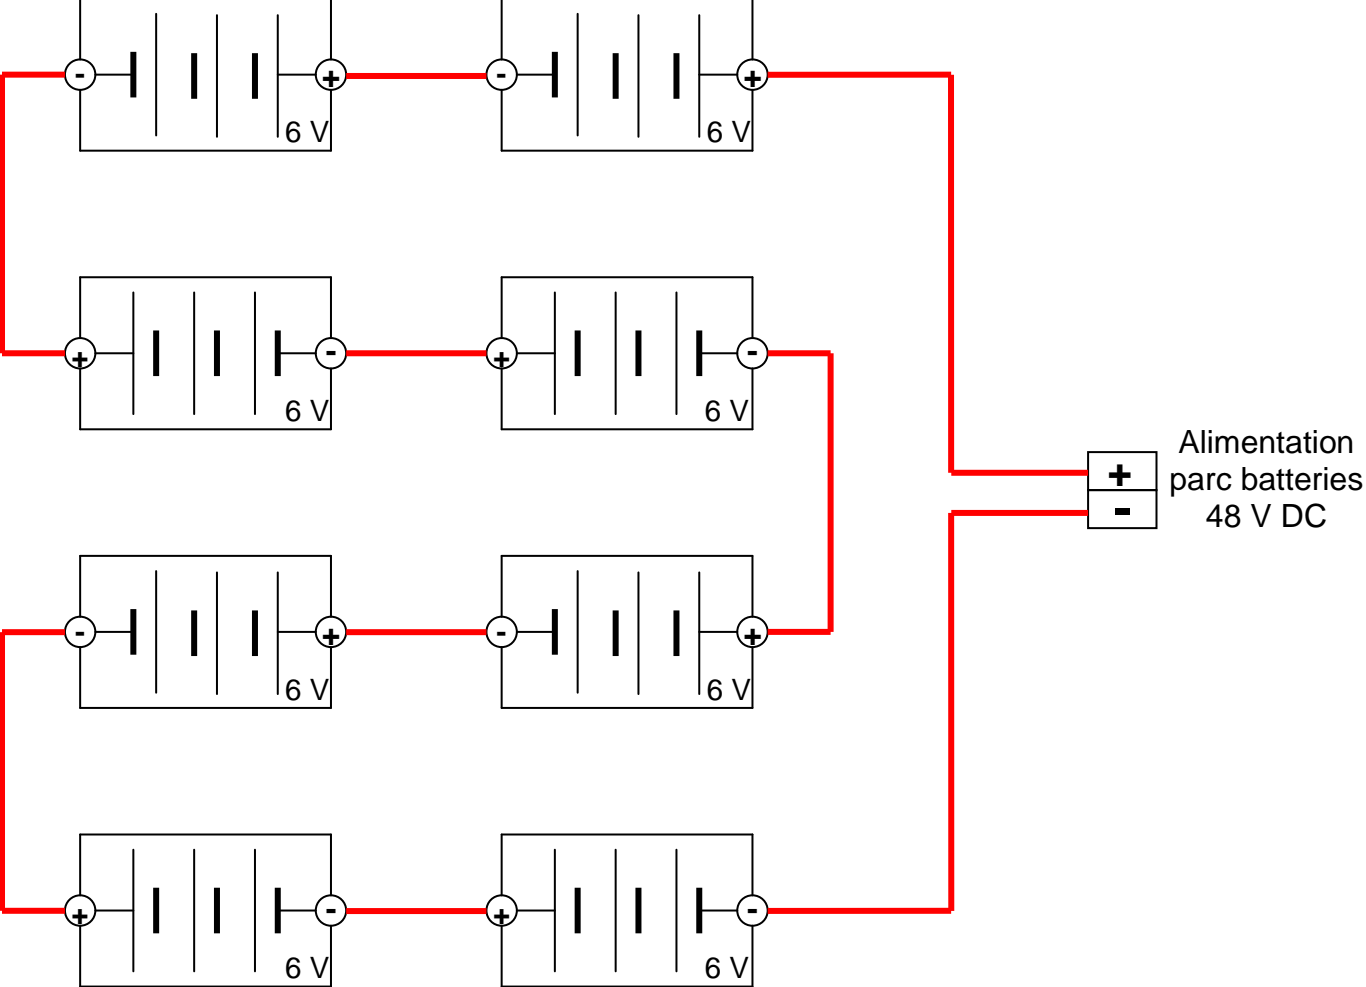 - + - +
6 V 6 V
+ - + -
6 V 6 V
Alimentation
+ parc batteries
- 48 V DC
- + - +
6 V 6 V
+ - + -
6 V 6 V